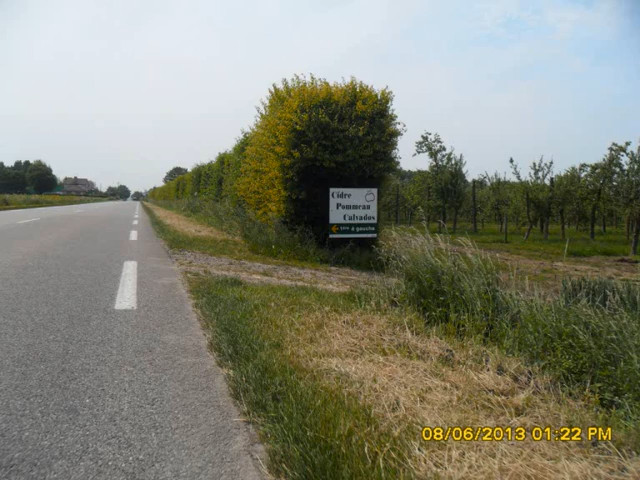 Cidre
Pommeau
Calvados
à gauche
08/06/2013 01:22 PM